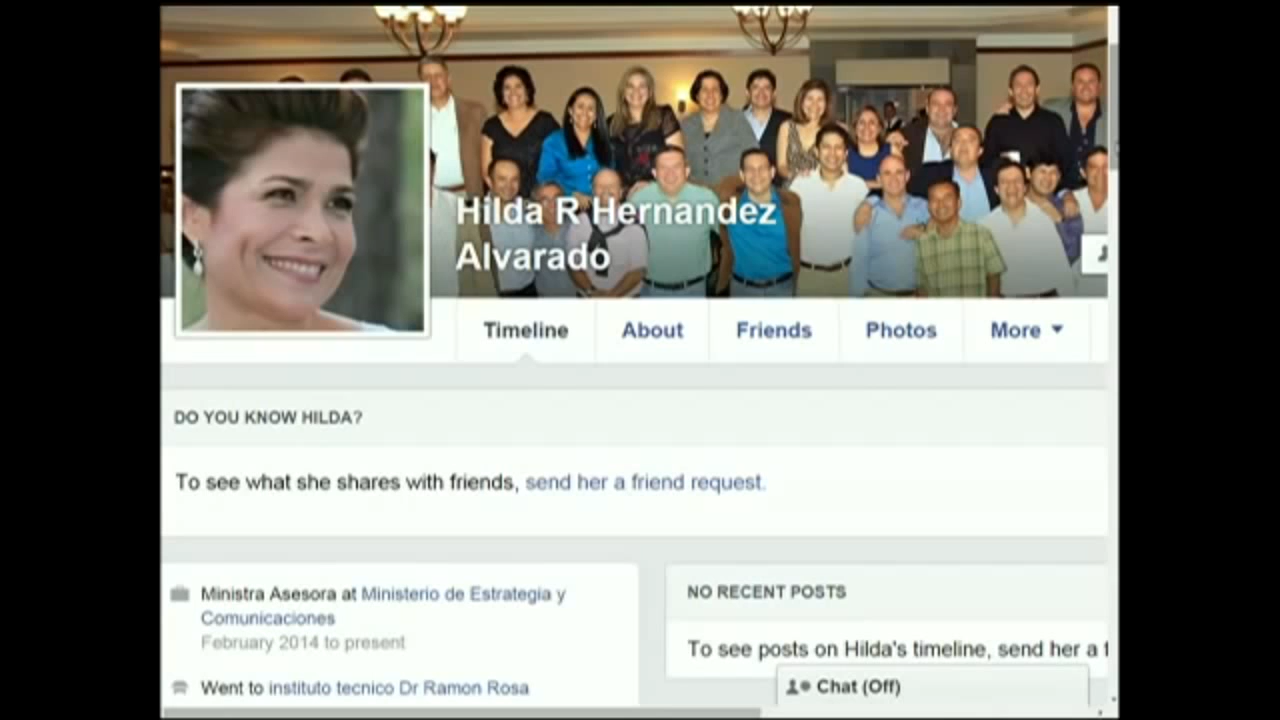 Hilda R Hernandez
Alvarado
Timeline
About
Friends
Photos
More
DO YOU KNOW HILDA?
To see what she shares with friends, send her a friend request.
Ministra Asesora at Ministerio de Estrategia y
Comunicaciones
February 2014 to present
Went to instituto tecnico Dr Ramon Rosa
NO RECENT POSTS
To see posts on Hilda's timeline, send her a f
Chat (Off)